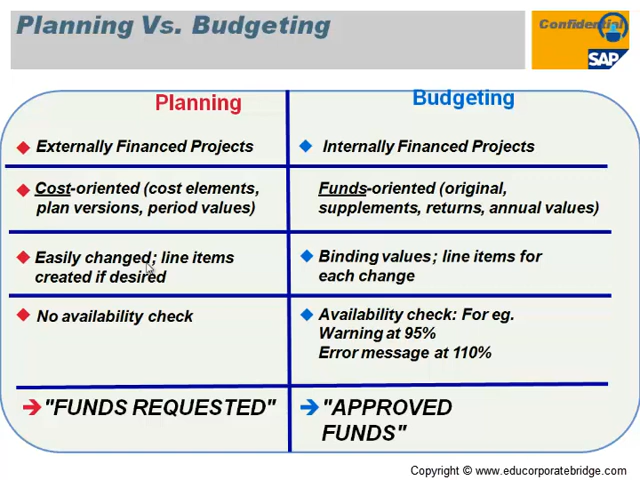 Planning Vs. Budgeting
Confidential
SAP
Planning
Budgeting
Externally Financed Projects
Internally Financed Projects
Cost-oriented (cost elements,
plan versions, period values)
Funds-oriented (original,
supplements, returns, annual values)
Easily changed; line items
created if desired
Binding values; line items for
each change
No availability check
Availability check: For eg.
Warning at 95%
Error message at 110%
"FUNDS REQUESTED"
"APPROVED
FUNDS"
Copyright © www.educorporatebridge.com